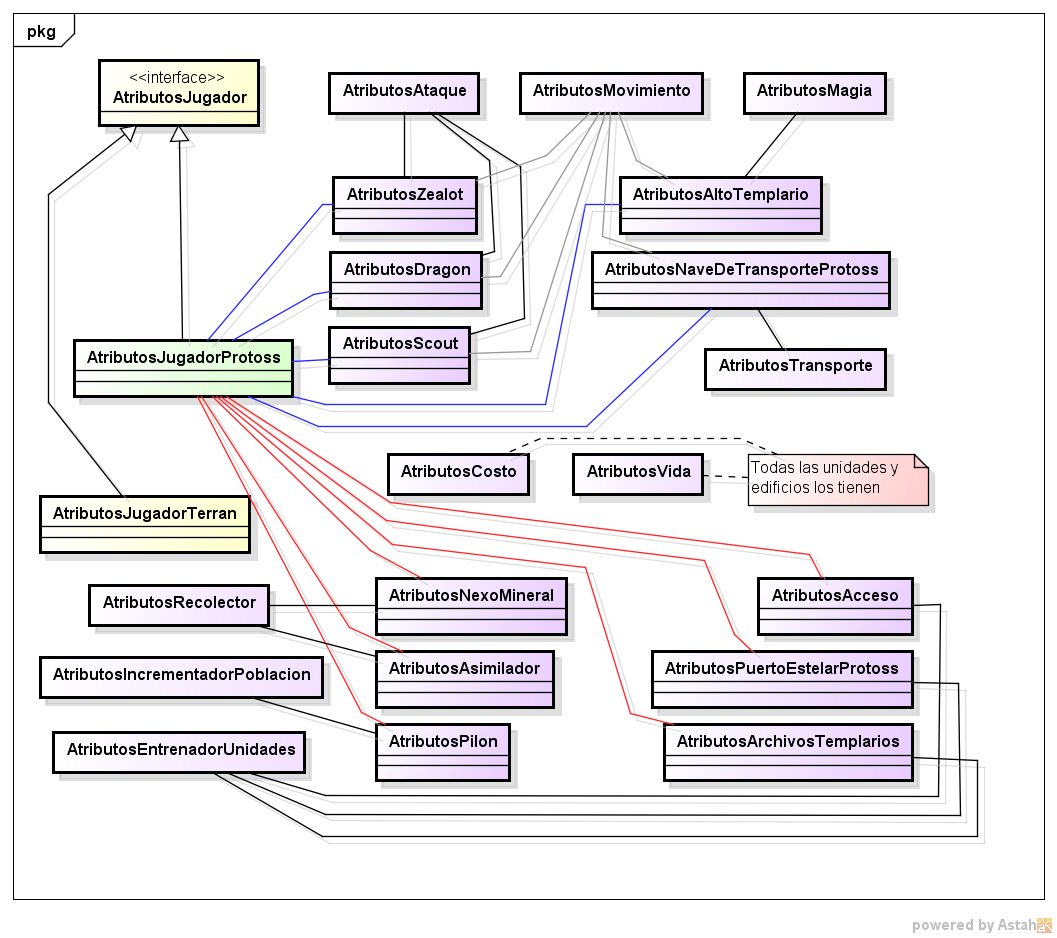 pkg
<<interface>>
AtributosJugador
AtributosAtaque
AtributosMovimiento
AtributosMagia
AtributosZealot
AtributosAltoTemplario
AtributosDragon
AtributosNaveDeTransporteProtoss
AtributosScout
AtributosJugadorProtoss
AtributosTransporte
AtributosCosto
AtributosVida
Todas las unidades y
edificios los tienen
AtributosJugadorTerran
AtributosRecolector
AtributosNexoMineral
AtributosAcceso
AtributosIncrementadorPoblacion
AtributosAsimilador
AtributosPuertoEstelarProtoss
AtributosEntrenadorUnidades
AtributosPilon
AtributosArchivosTemplarios
powered by Astah